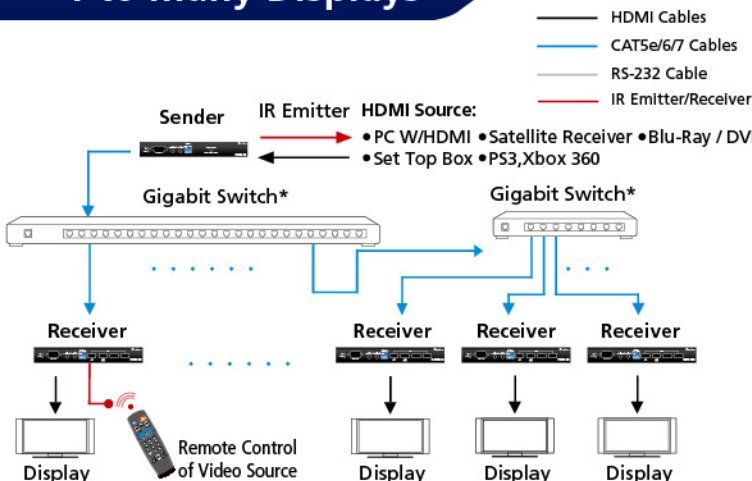 HDMI Cables
CAT5e/6/7 Cables
RS-232 Cable
IR Emitter/Receiver
Sender
IR Emitter
HDMI Source:
•PC W/HDMI •Satellite Receiver •Blu-Ray / DV
•Set Top Box •PS3,Xbox 360
Gigabit Switch*
Gigabit Switch*
Receiver
Receiver
Receiver
Receiver
Remote Control
of Video Source
Display
Display
Display
Display